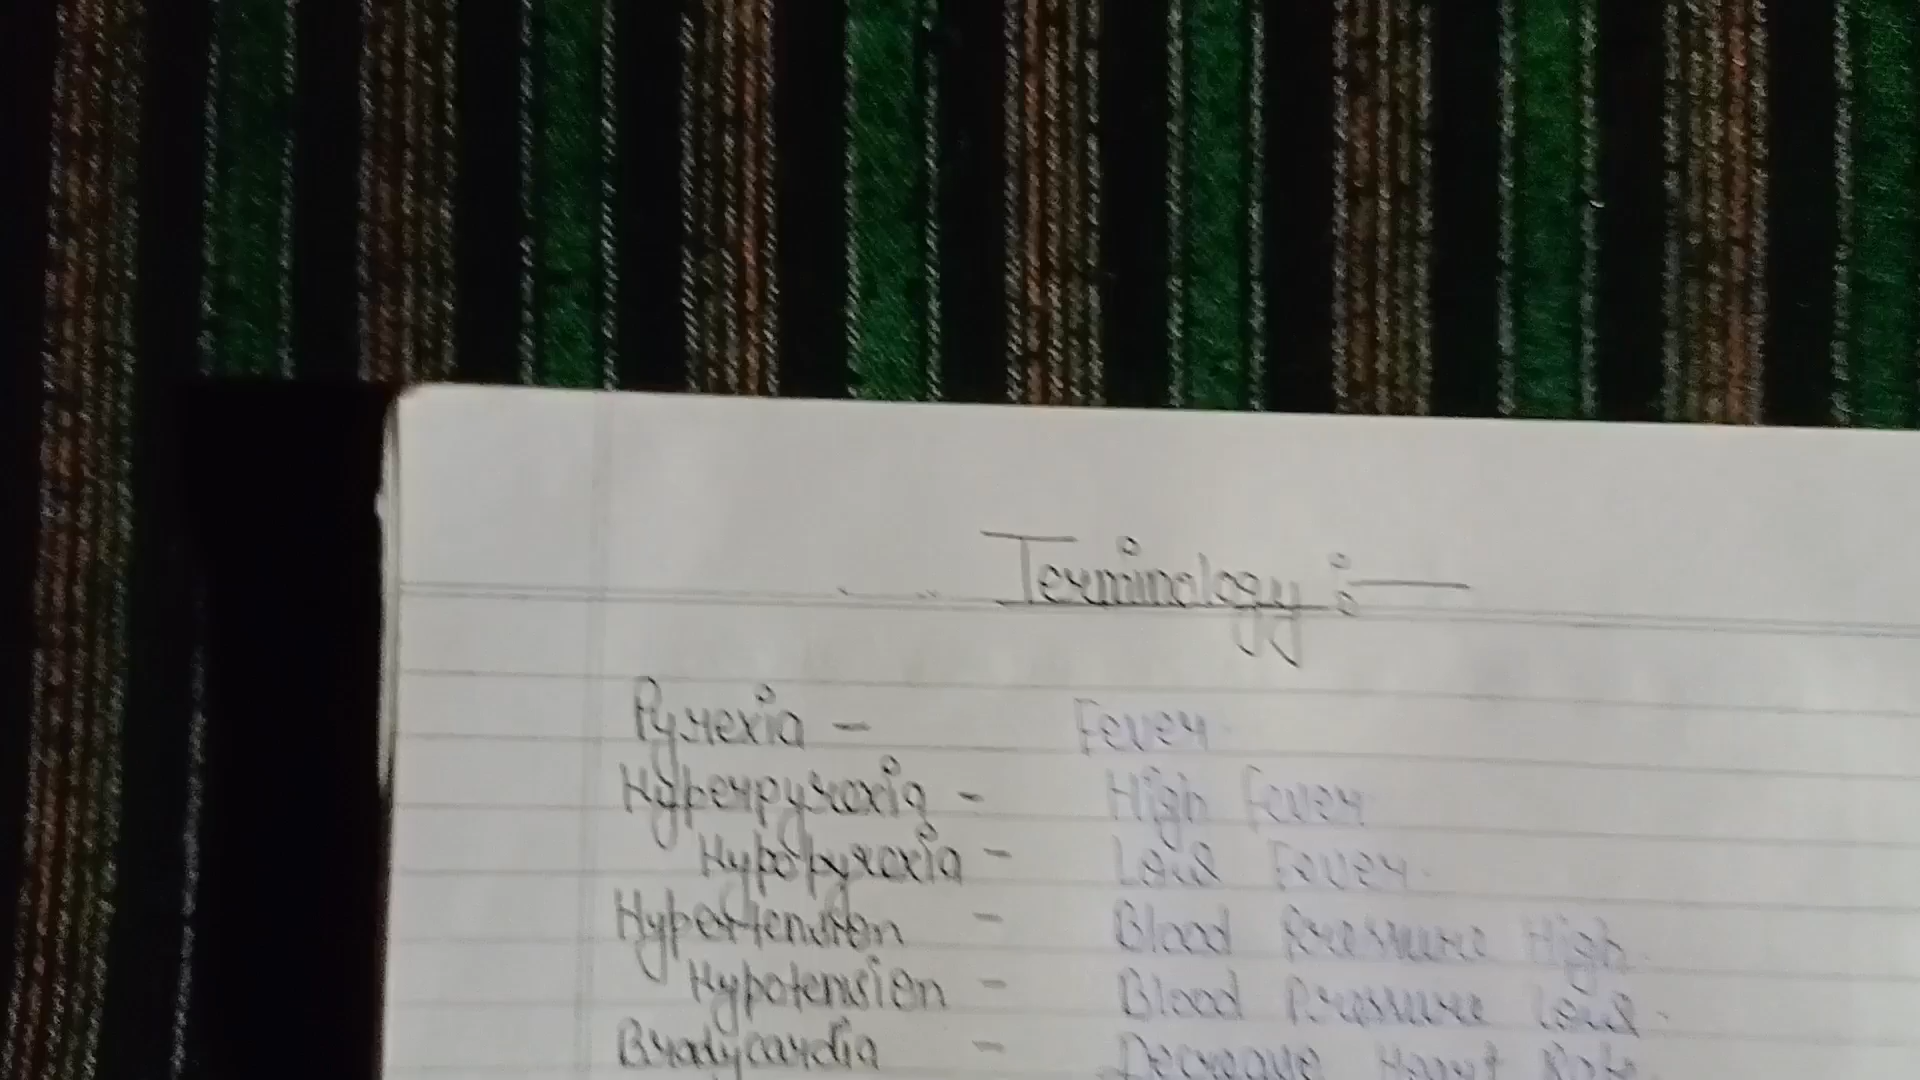 Terminology :—
Pyrexia - Fever
Hyperpyrexia - High Fever
Hypopyrexia - Low Fever.
Hypertension - Blood Pressure High.
Hypotension - Blood Pressure Low.
Bradycardia - Decrease Heart Rate